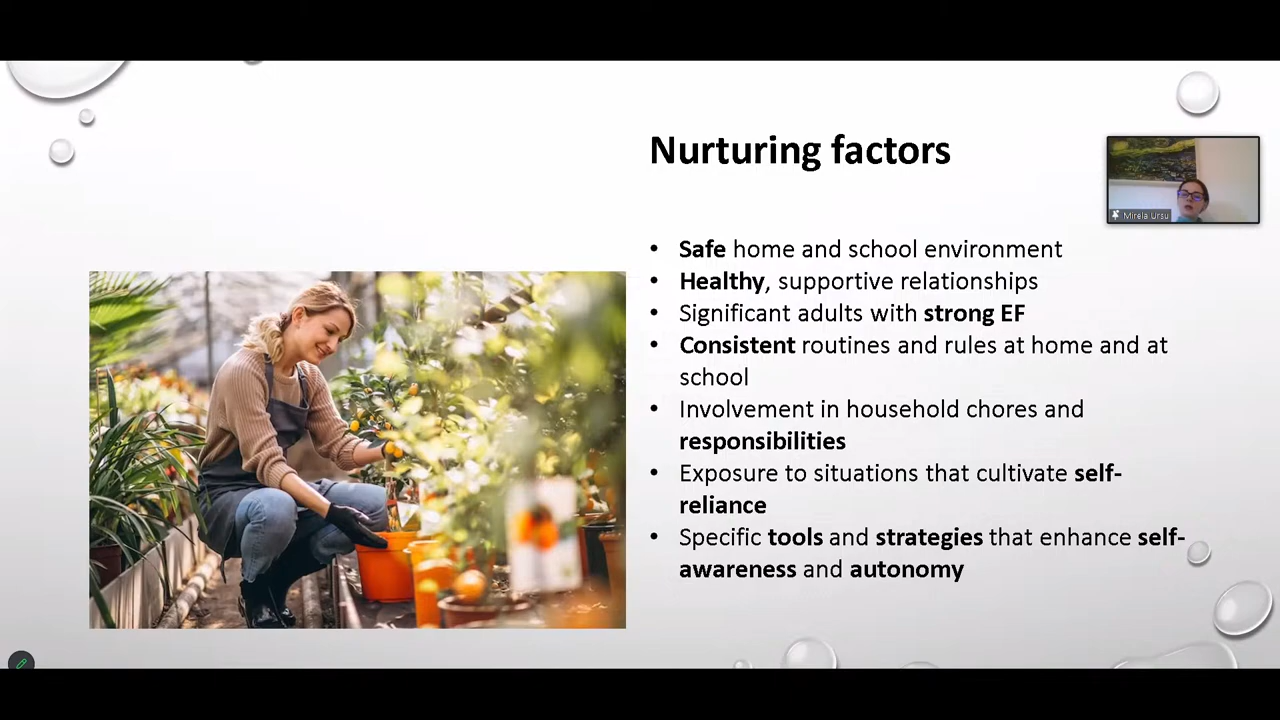 Nurturing factors
Mirela Ursu
• Safe home and school environment
• Healthy, supportive relationships
• Significant adults with strong EF
• Consistent routines and rules at home and at
school
• Involvement in household chores and
responsibilities
• Exposure to situations that cultivate self-
reliance
• Specific tools and strategies that enhance self-
awareness and autonomy